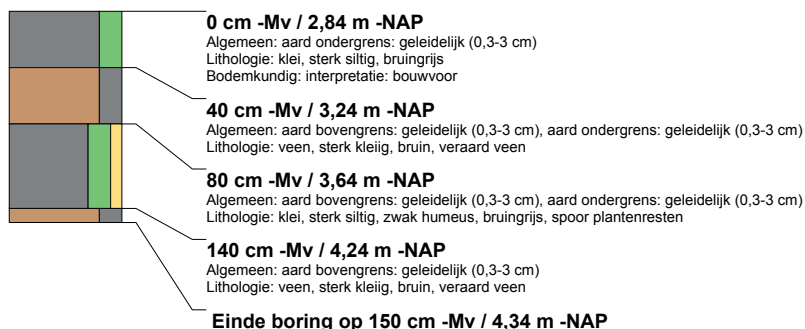 0 cm -Mv / 2,84 m -NAP
Algemeen: aard ondergrens: geleidelijk (0,3-3 cm)
Lithologie: klei, sterk siltig, bruingrijs
Bodemkundig: interpretatie: bouwvoor
40 cm -Mv / 3,24 m -NAP
Algemeen: aard bovengrens: geleidelijk (0,3-3 cm), aard ondergrens: geleidelijk (0,3-3 cm)
Lithologie: veen, sterk kleiig, bruin, veraard veen
80 cm -Mv / 3,64 m -NAP
Algemeen: aard bovengrens: geleidelijk (0,3-3 cm), aard ondergrens: geleidelijk (0,3-3 cm)
Lithologie: klei, sterk siltig, zwak humeus, bruingrijs, spoor plantenresten
140 cm -Mv / 4,24 m -NAP
Algemeen: aard bovengrens: geleidelijk (0,3-3 cm)
Lithologie: veen, sterk kleiig, bruin, veraard veen
Einde boring op 150 cm -Mv / 4,34 m -NAP